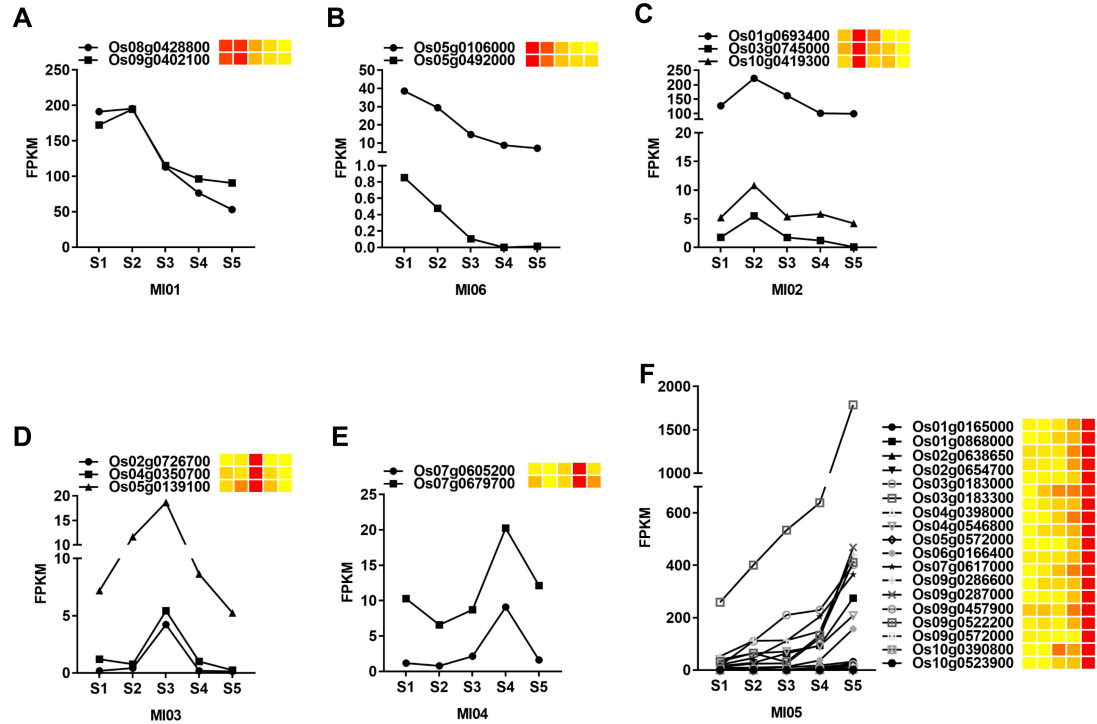 A
Os08g0428800
Os09g0402100
250
200
150
100
50
0
FPKM
S1 S2 S3 S4 S5
MI01
B
Os05g0106000
Os05g0492000
50
40
30
20
10
0
1.0
0.8
0.6
0.4
0.2
0.0
FPKM
S1 S2 S3 S4 S5
MI06
C
Os01g0693400
Os03g0745000
Os10g0419300
250
200
150
100
50
20
15
10
5
0
FPKM
S1 S2 S3 S4 S5
MI02
D
Os02g0726700
Os04g0350700
Os05g0139100
20
15
10
10
5
0
FPKM
S1 S2 S3 S4 S5
MI03
E
Os07g0605200
Os07g0679700
25
20
15
10
5
0
FPKM
S1 S2 S3 S4 S5
MI04
F
2000
1500
1000
600
400
200
0
FPKM
S1 S2 S3 S4 S5
MI05
Os01g0165000
Os01g0868000
Os02g0638650
Os02g0654700
Os03g0183000
Os03g0183300
Os04g0398000
Os04g0546800
Os05g0572000
Os06g0166400
Os07g0617000
Os09g0286600
Os09g0287000
Os09g0457900
Os09g0522200
Os09g0572000
Os10g0390800
Os10g0523900